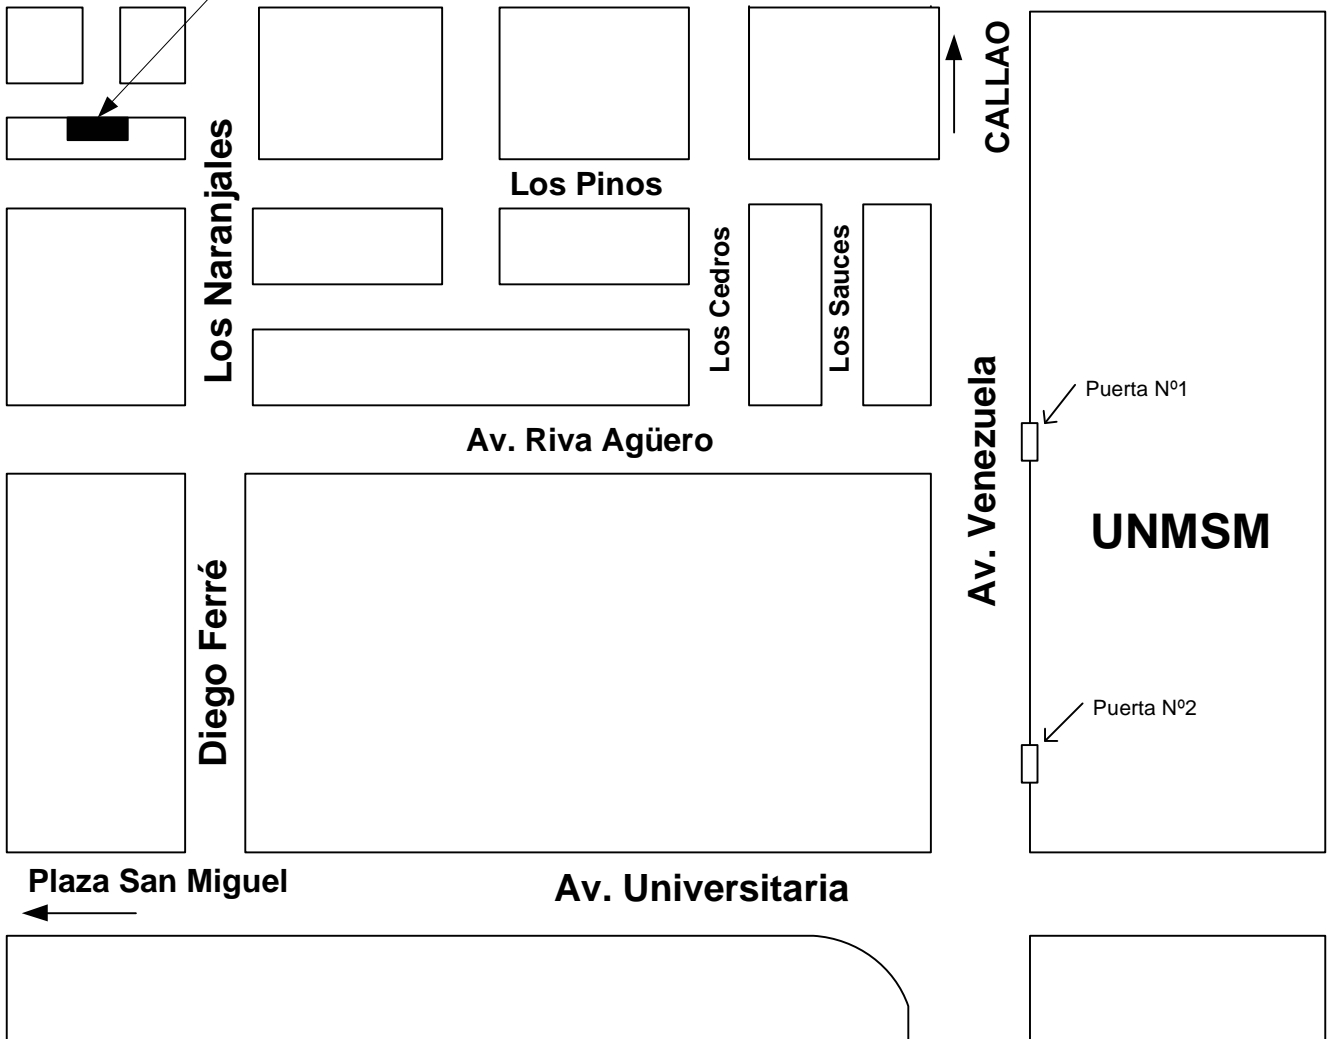 CALLAO
Los Naranjales
Los Pinos
Los Cedros
Los Sauces
Av. Venezuela
Puerta Nº1
Av. Riva Agüero
UNMSM
Diego Ferré
Puerta Nº2
Plaza San Miguel
Av. Universitaria